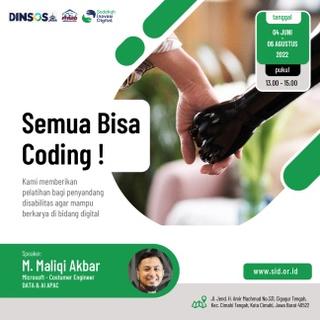 DINSOS
Sedekah
Inovasi
Digital
tanggal
04 JUNI
06 AGUSTUS
2022
pukul
13.00 - 15.00
Semua Bisa
Coding !
Kami memberikan
pelatihan bagi penyandang
disabilitas agar mampu
berkarya di bidang digital
Speaker:
M. Maliqi Akbar
Microsoft - Costumer Engineer
DATA & AI APAC
www.sid.or.id
Jl. Jend. H. Amir Machmud No.331, Cigugur Tengah,
Kec. Cimahi Tengah, Kota Cimahi, Jawa Barat 40522